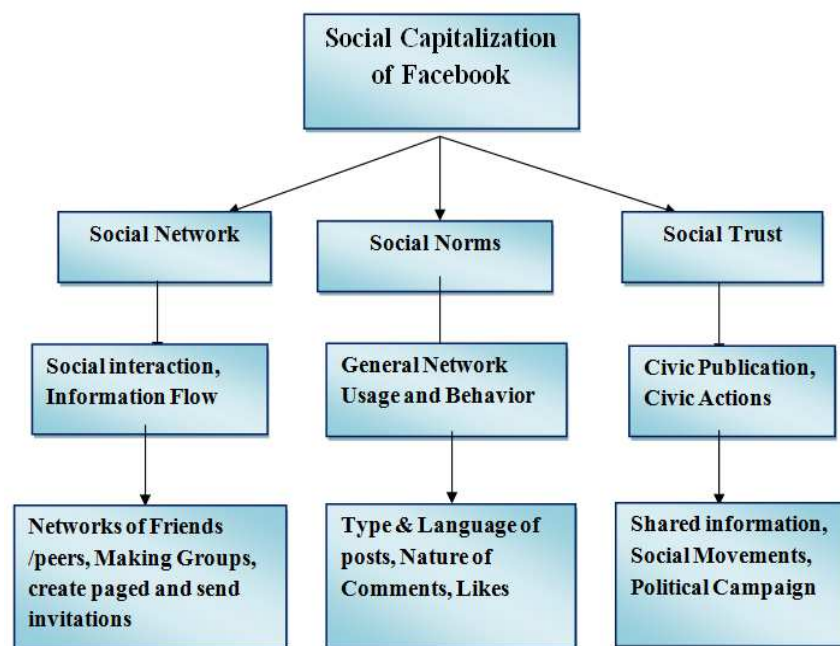 Social Capitalization
of Facebook
Social Network
Social Norms
Social Trust
Social interaction,
Information Flow
General Network
Usage and Behavior
Civic Publication,
Civic Actions
Networks of Friends
/peers, Making Groups,
create paged and send
invitations
Type & Language of
posts, Nature of
Comments, Likes
Shared information,
Social Movements,
Political Campaign